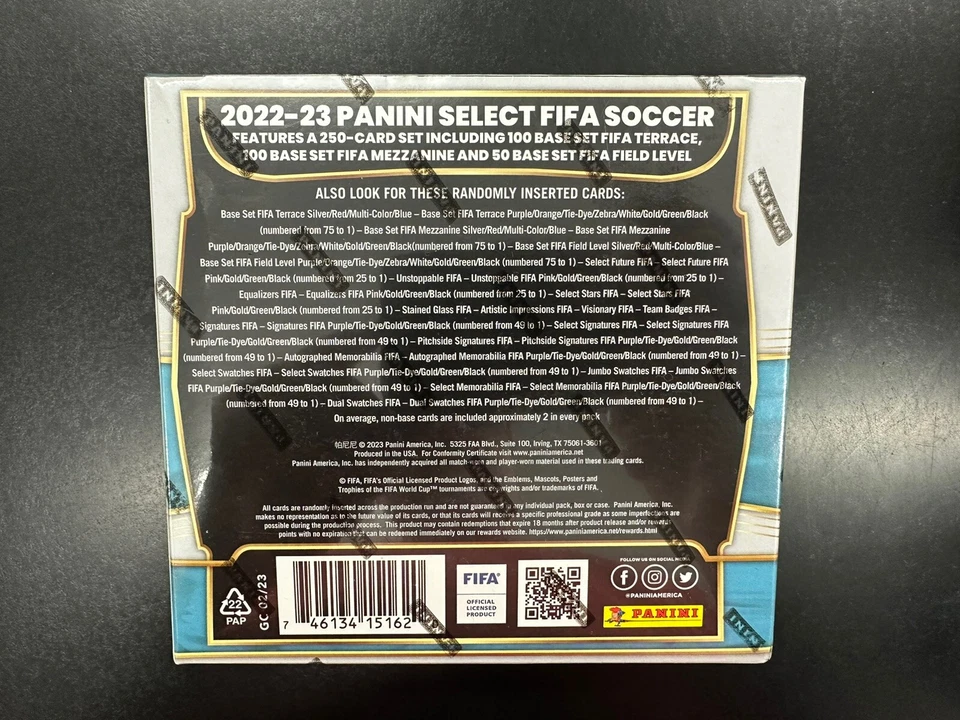 2022-23 PANINI SELECT FIFA SOCCER
FEATURES A 250-CARD SET INCLUDING 100 BASE SET FIFA TERRACE,
100 BASE SET FIFA MEZZANINE AND 50 BASE SET FIFA FIELD LEVEL
ALSO LOOK FOR THESE RANDOMLY INSERTED CARDS:
Base Set FIFA Terrace Silver/Red/Multi-Color/Blue – Base Set FIFA Terrace Purple/Orange/Tie-Dye/Zebra/White/Gold/Green/Black
(numbered from 75 to 1) – Base Set FIFA Mezzanine Silver/Red/Multi-Color/Blue – Base Set FIFA Mezzanine
Purple/Orange/Tie-Dye/Zebra/White/Gold/Green/Black(numbered from 75 to 1) – Base Set FIFA Field Level Silver/Red/Multi-Color/Blue –
Base Set FIFA Field Level Purple/Orange/Tie-Dye/Zebra/White/Gold/Green/Black (numbered 75 to 1) – Select Future FIFA – Select Future FIFA
Pink/Gold/Green/Black (numbered from 25 to 1) – Unstoppable FIFA – Unstoppable FIFA Pink/Gold/Green/Black (numbered from 25 to 1) –
Equalizers FIFA – Equalizers FIFA Pink/Gold/Green/Black (numbered from 25 to 1) – Select Stars FIFA – Select Stars FIFA
Pink/Gold/Green/Black (numbered from 25 to 1) – Stained Glass FIFA – Artistic Impressions FIFA – Visionary FIFA – Team Badges FIFA –
Signatures FIFA – Signatures FIFA Purple/Tie-Dye/Gold/Green/Black (numbered from 49 to 1) – Select Signatures FIFA – Select Signatures FIFA
Purple/Tie-Dye/Gold/Green/Black (numbered from 49 to 1) – Pitchside Signatures FIFA – Pitchside Signatures FIFA Purple/Tie-Dye/Gold/Green/Black
(numbered from 49 to 1) – Autographed Memorabilia FIFA – Autographed Memorabilia FIFA Purple/Tie-Dye/Gold/Green/Black (numbered from 49 to 1) –
Select Swatches FIFA – Select Swatches FIFA Purple/Tie-Dye/Gold/Green/Black (numbered from 49 to 1) – Jumbo Swatches FIFA – Jumbo Swatches
FIFA Purple/Tie-Dye/Gold/Green/Black (numbered from 49 to 1) – Select Memorabilia FIFA – Select Memorabilia FIFA Purple/Tie-Dye/Gold/Green/Black
(numbered from 49 to 1) – Dual Swatches FIFA – Dual Swatches FIFA Purple/Tie-Dye/Gold/Green/Black (numbered from 49 to 1) –
On average, non-base cards are included approximately 2 in every pack
帕尼尼 © 2023 Panini America, Inc. 5325 FAA Blvd., Suite 100, Irving, TX 75061-3601
Produced in the USA. For Conformity Certificate visit www.paniniamerica.net
Panini America, Inc. has independently acquired all match-worn and player-worn material used in these trading cards.
© FIFA, FIFA's Official Licensed Product Logos, and the Emblems, Mascots, Posters and
Trophies of the FIFA World Cup™ tournaments are copyrights and/or trademarks of FIFA.
All cards are randomly inserted across the production run and are not guaranteed in any individual pack, box or case. Panini America, Inc.
makes no representation as to the future value of its cards, or that its cards will receive a specific professional grade as some imperfections are
possible during the production process. This product may contain redemptions that expire 18 months after product release and/or rewards
points with no expiration that can be redeemed immediately on our rewards website. https://www.paniniamerica.net/rewards.html
22
PAP
GC 02/23
7 46134 15162
FIFA®
OFFICIAL
LICENSED
PRODUCT
FOLLOW US ON SOCIAL MEDIA
@PANINIAMERICA
PANINI